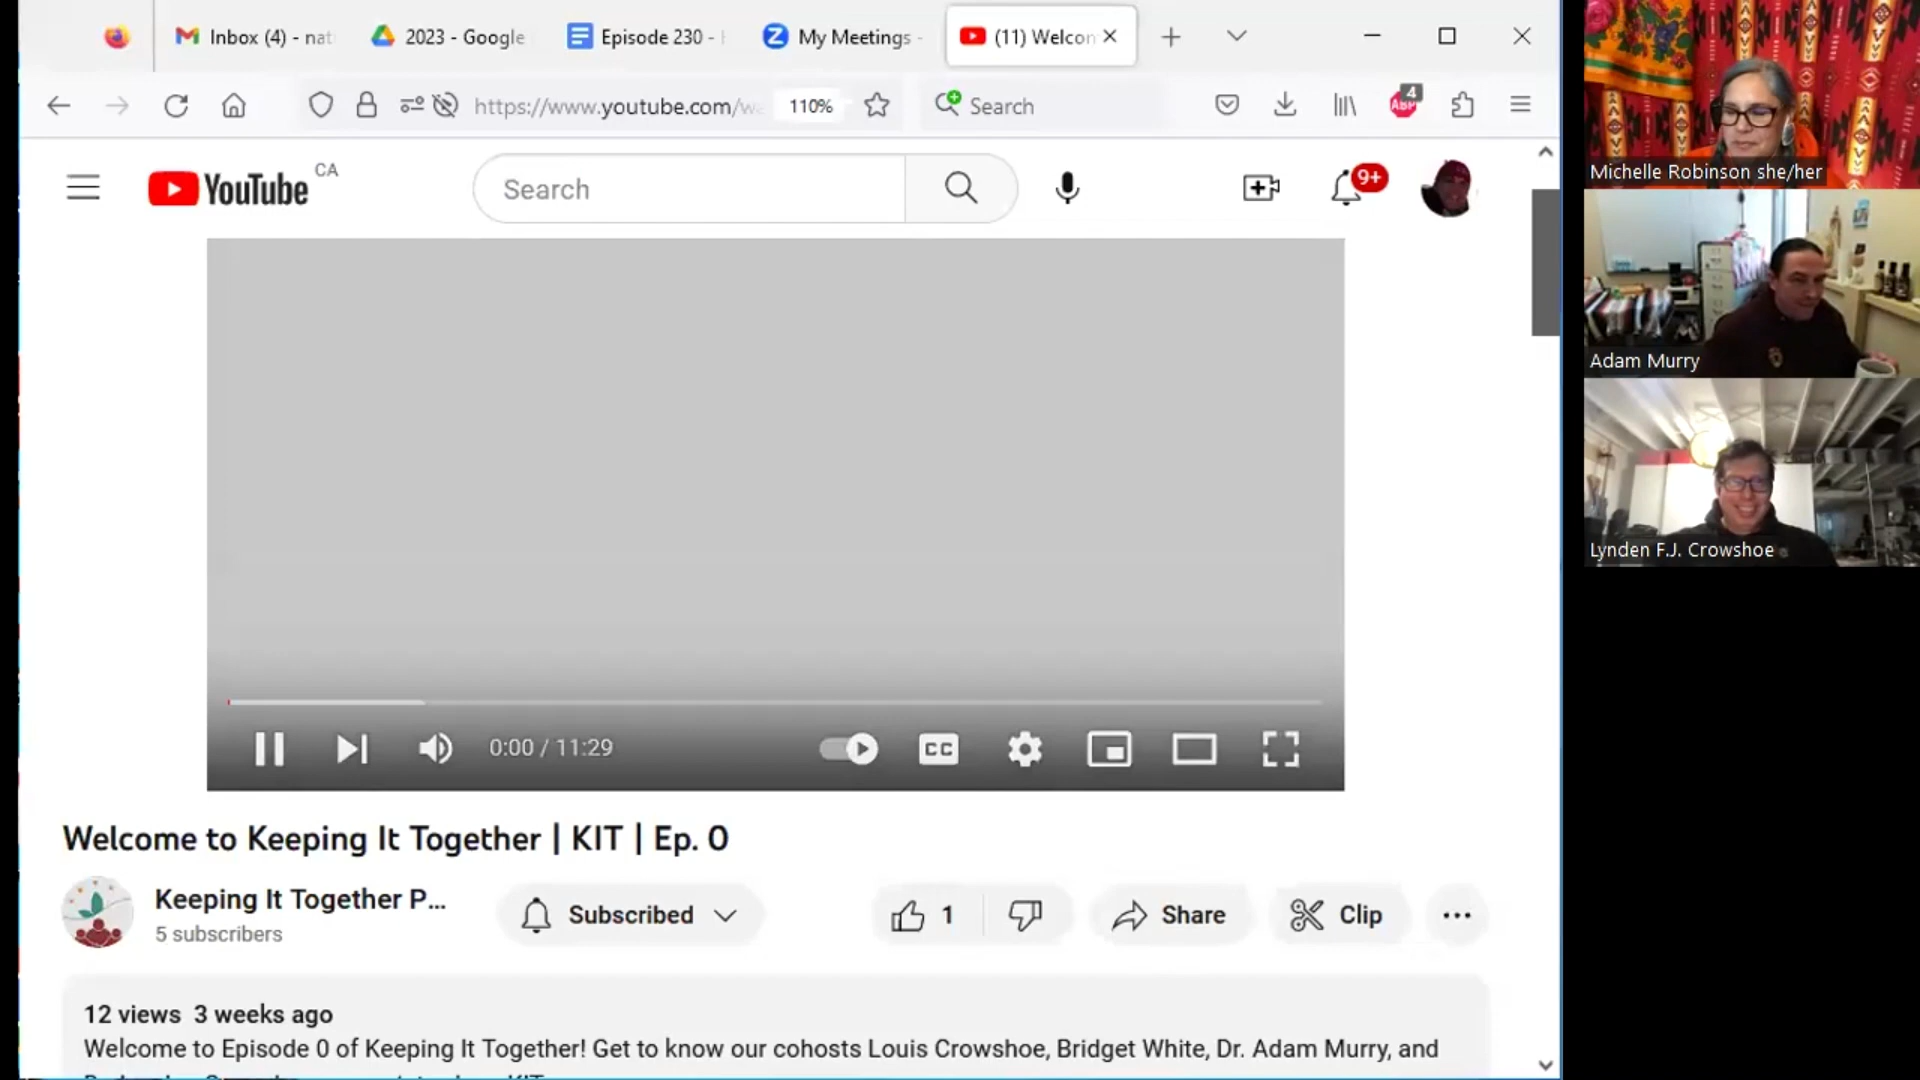 Inbox (4) - nat
2023 - Google
Episode 230 -
My Meetings -
(11) Welcon
https://www.youtube.com/wa
110%
Search
ABP
4
YouTube CA
Search
9+
0:00 / 11:29
CC
Welcome to Keeping It Together | KIT | Ep. 0
Keeping It Together P...
5 subscribers
Subscribed
1
Share
Clip
12 views 3 weeks ago
Welcome to Episode 0 of Keeping It Together! Get to know our cohosts Louis Crowshoe, Bridget White, Dr. Adam Murry, and
Michelle Robinson she/her
Adam Murry
Lynden F.J. Crowshoe